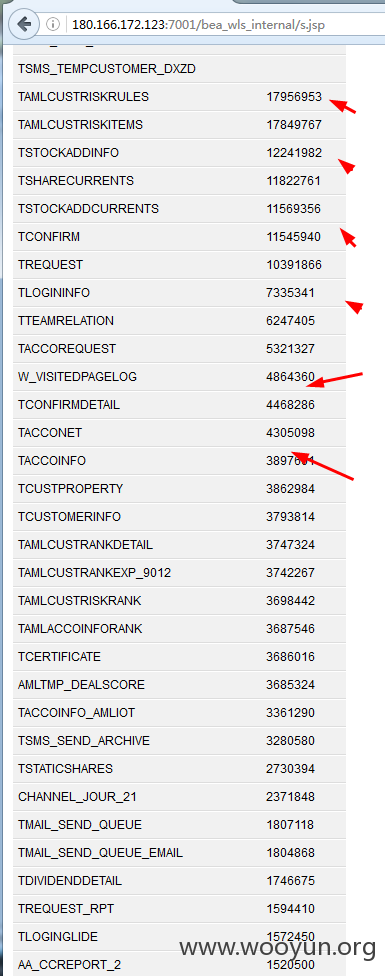 180.166.172.123:7001/bea_wls_internal/s.jsp
TSMS_TEMPCUSTOMER_DXZD
TAMLCUSTRISKRULES 17956953
TAMLCUSTRISKITEMS 17849767
TSTOCKADDINFO 12241982
TSHARECURRENTS 11822761
TSTOCKADDCURRENTS 11569356
TCONFIRM 11545940
TREQUEST 10391866
TLOGININFO 7335341
TTEAMRELATION 6247405
TACCOREQUEST 5321327
W_VISITEDPAGELOG 4864360
TCONFIRMDETAIL 4468286
TACCONET 4305098
TACCOINFO
TCUSTPROPERTY 3862984
TCUSTOMERINFO 3793814
TAMLCUSTRANKDETAIL 3747324
TAMLCUSTRANKEXP_9012 3742267
TAMLCUSTRISKRANK 3698442
TAMLACCOINFORANK 3687546
TCERTIFICATE 3686016
AMLTMP_DEALSCORE 3685324
TACCOINFO_AMLIOT 3361290
TSMS_SEND_ARCHIVE 3280580
TSTATICSHARES 2730394
CHANNEL_JOUR_21 2371848
TMAIL_SEND_QUEUE 1807118
TMAIL_SEND_QUEUE_EMAIL 1804868
TDIVIDENDDETAIL 1746675
TREQUEST_RPT 1594410
TLOGINGLIDE 1572450
AA_CCREPORT_2 1520500
www.wooyun.org